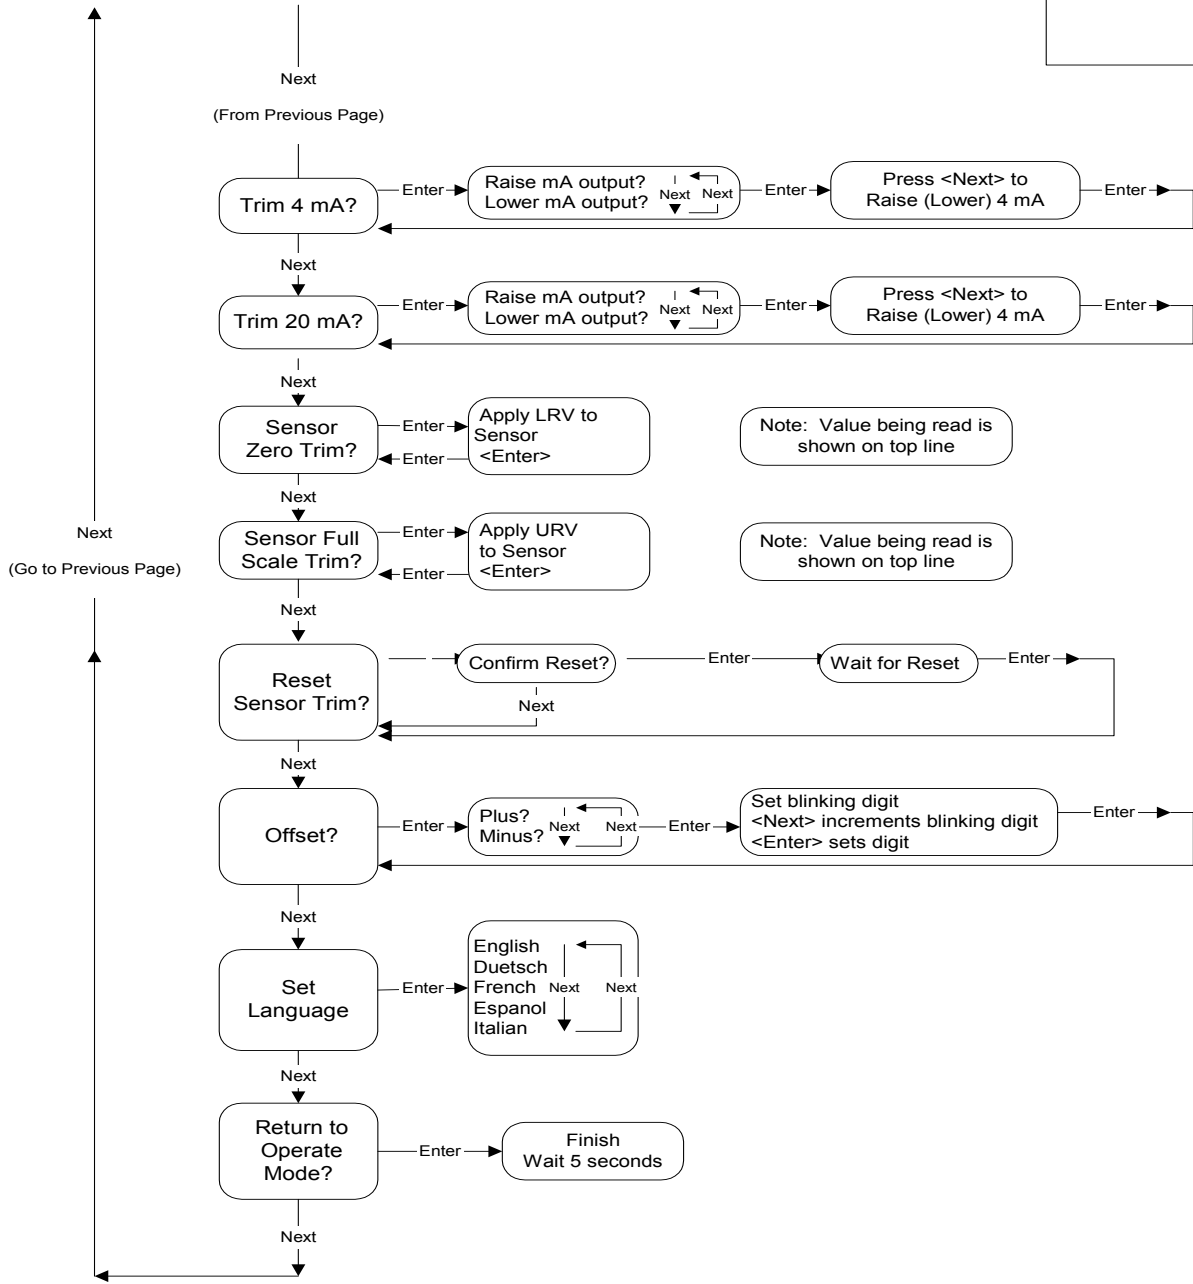 Next
(From Previous Page)
Trim 4 mA?
Enter
Raise mA output?
Lower mA output?
Next
Next
Enter
Press <Next> to
Raise (Lower) 4 mA
Enter
Next
Trim 20 mA?
Enter
Raise mA output?
Lower mA output?
Next
Next
Enter
Press <Next> to
Raise (Lower) 4 mA
Enter
Next
Sensor
Zero Trim?
Enter
Enter
Apply LRV to
Sensor
<Enter>
Note: Value being read is
shown on top line
Next
Sensor Full
Scale Trim?
Enter
Enter
Apply URV
to Sensor
<Enter>
Note: Value being read is
shown on top line
Next
(Go to Previous Page)
Next
Reset
Sensor Trim?
Confirm Reset?
Next
Enter
Wait for Reset
Enter
Next
Offset?
Enter
Plus?
Minus?
Next
Next
Enter
Set blinking digit
<Next> increments blinking digit
<Enter> sets digit
Enter
Next
Set
Language
Enter
English
Duetsch
French
Espanol
Italian
Next
Next
Next
Return to
Operate
Mode?
Enter
Finish
Wait 5 seconds
Next